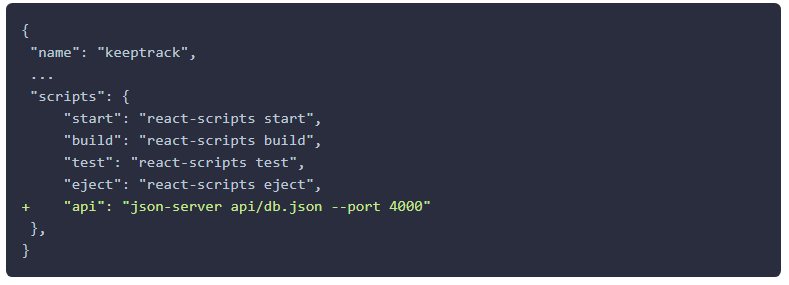 {
"name": "keeptrack",
...
"scripts": {
"start": "react-scripts start",
"build": "react-scripts build",
"test": "react-scripts test",
"eject": "react-scripts eject",
+ "api": "json-server api/db.json --port 4000"
},
}